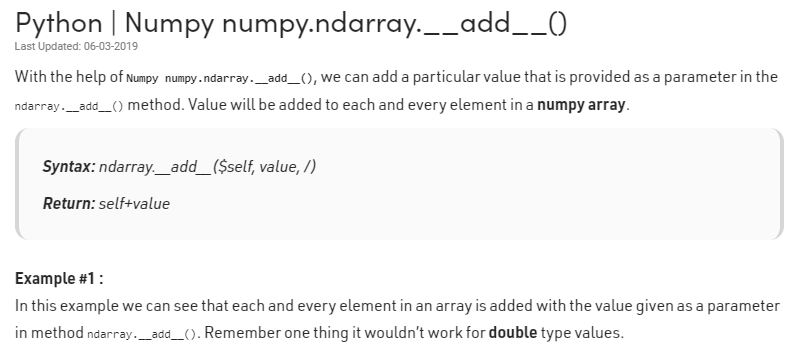 Python | Numpy numpy.ndarray.__add__()
Last Updated: 06-03-2019
With the help of Numpy numpy.ndarray.__add__(), we can add a particular value that is provided as a parameter in the
ndarray.__add__() method. Value will be added to each and every element in a numpy array.
Syntax: ndarray.__add__($self, value, /)
Return: self+value
Example #1 :
In this example we can see that each and every element in an array is added with the value given as a parameter
in method ndarray.__add__(). Remember one thing it wouldn’t work for double type values.